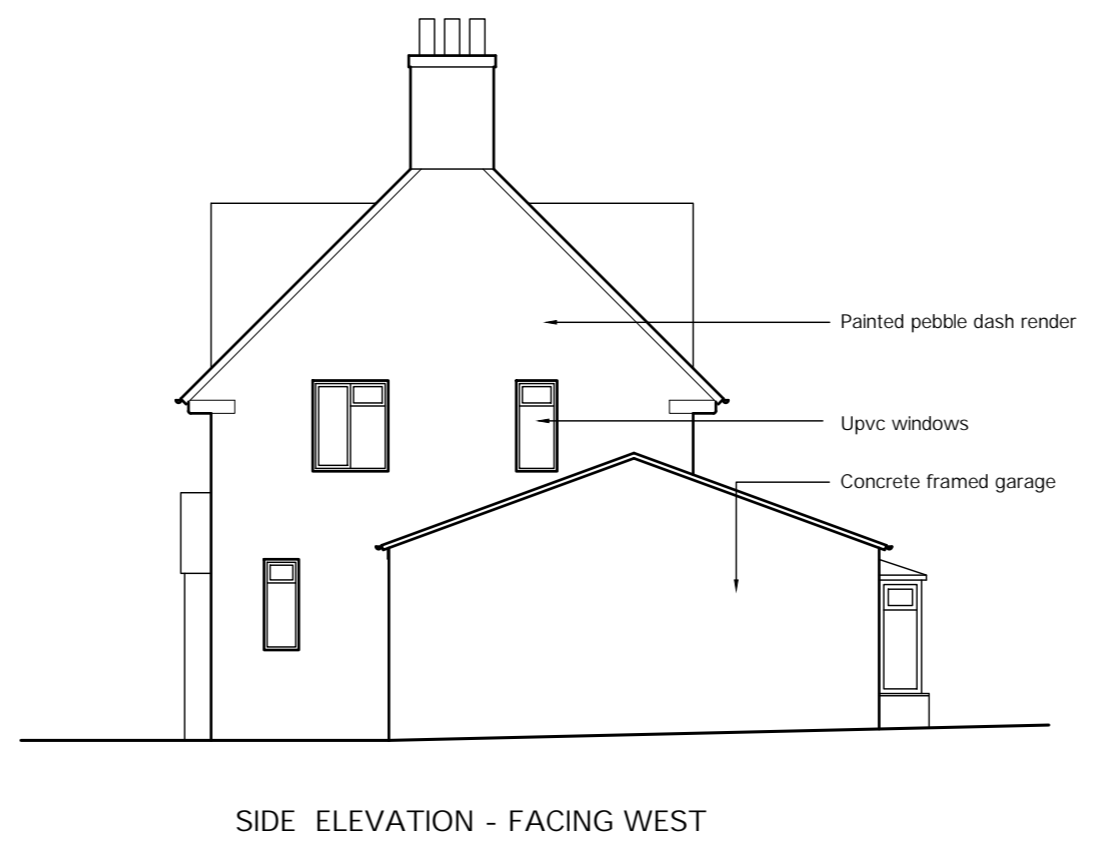 Painted pebble dash render
Upvc windows
Concrete framed garage
SIDE ELEVATION - FACING WEST